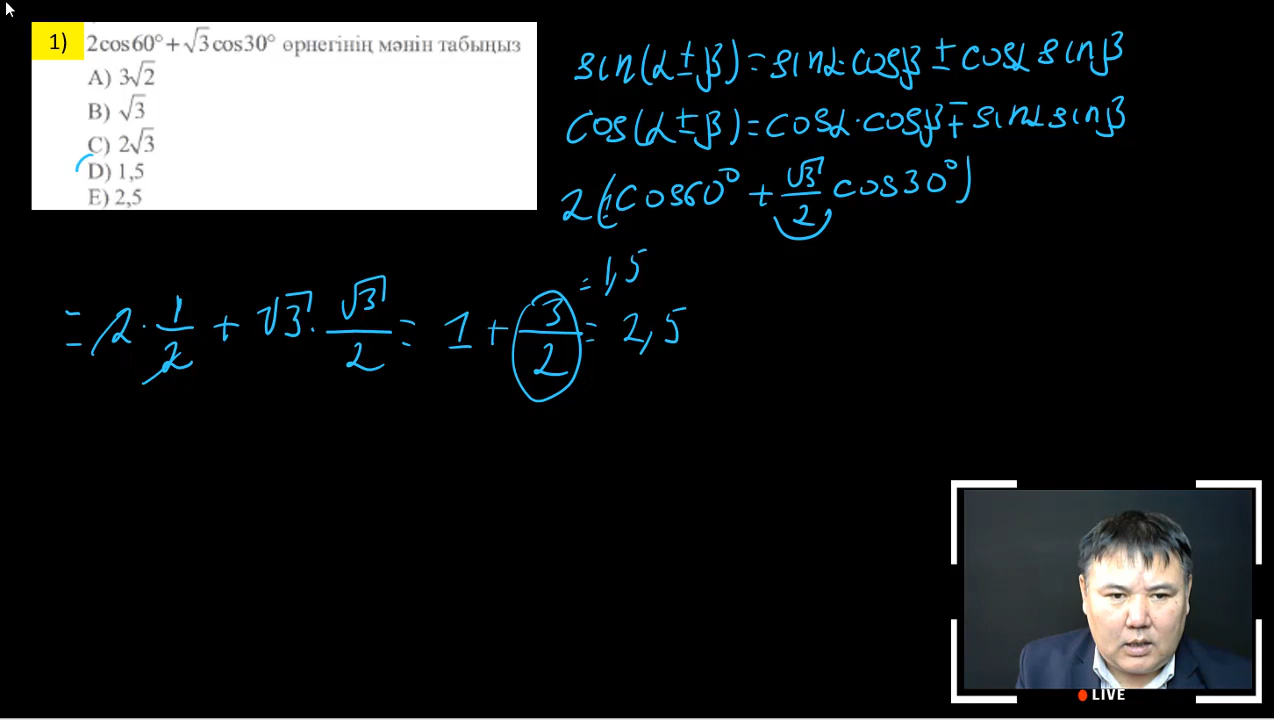 1) 2cos60° + √3cos30° өрнегінің мәнін табыңыз
A) 3√2
B) √3
C) 2√3
D) 1,5
E) 2,5
sin(α±β)=sinα·cosβ ± cosα sinβ
cos(α±β)=cosα·cosβ ∓ sinα sinβ
2(cos60° + √3/2 cos30°)
=1,5
= 2·1/2 + √3·√3/2 = 1 + 3/2 = 2,5
LIVE